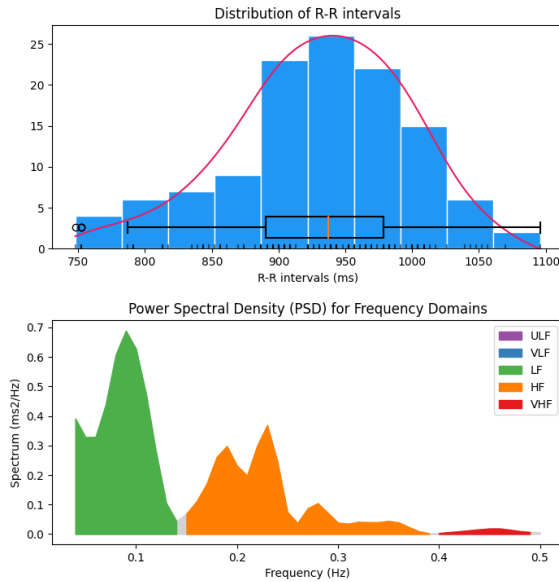 Distribution of R-R intervals
25
20
15
10
5
0
750 800 850 900 950 1000 1050 1100
R-R intervals (ms)
Power Spectral Density (PSD) for Frequency Domains
0.7
0.6
0.5
0.4
0.3
0.2
0.1
0.0
Spectrum (ms2/Hz)
ULF
VLF
LF
HF
VHF
0.1 0.2 0.3 0.4 0.5
Frequency (Hz)